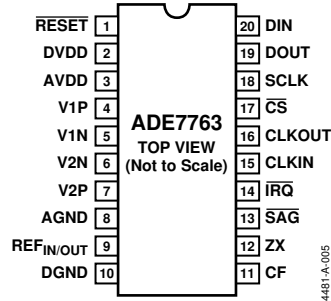 RESET 1
DVDD 2
AVDD 3
V1P 4
V1N 5
V2N 6
V2P 7
AGND 8
REFIN/OUT 9
DGND 10
ADE7763
TOP VIEW
(Not to Scale)
20 DIN
19 DOUT
18 SCLK
17 CS
16 CLKOUT
15 CLKIN
14 IRQ
13 SAG
12 ZX
11 CF
4481-A-005